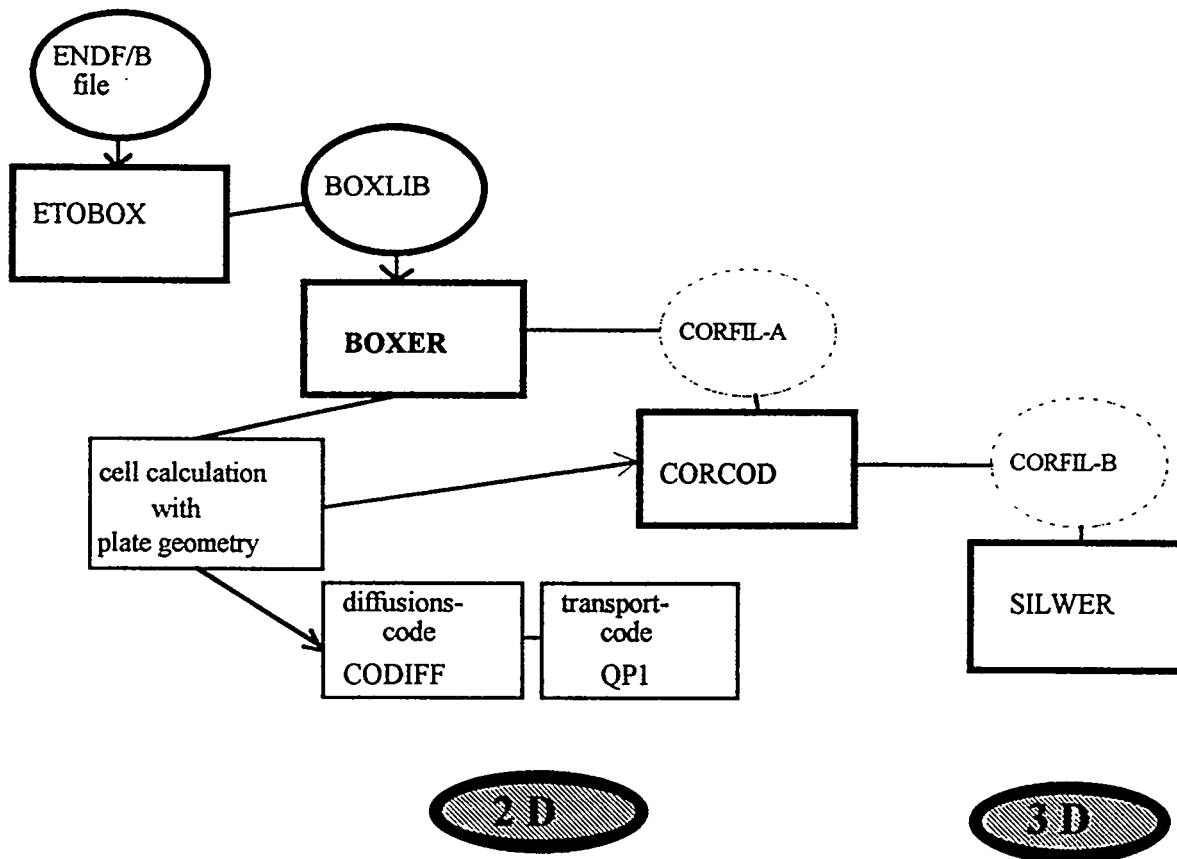 ENDF/B
file
ETOBOX
BOXLIB
BOXER
CORFIL-A
cell calculation
with
plate geometry
CORCOD
CORFIL-B
diffusions-
code
CODIFF
transport-
code
QP1
SILWER
2 D
3 D